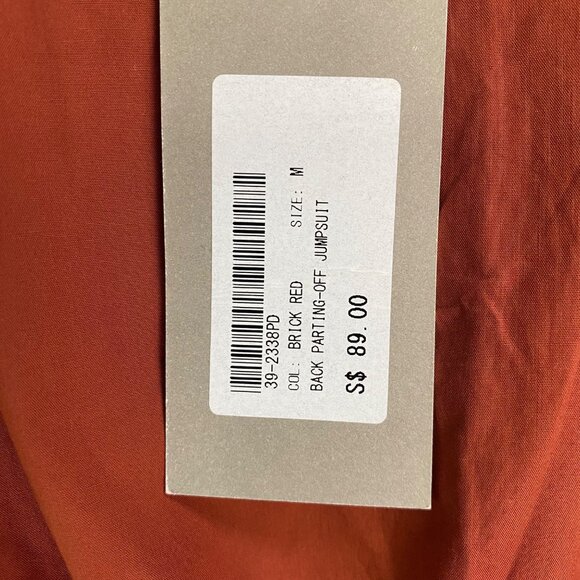 39-2338PD
COL: BRICK RED SIZE: M
BACK PARTING-OFF JUMPSUIT
S$ 89.00